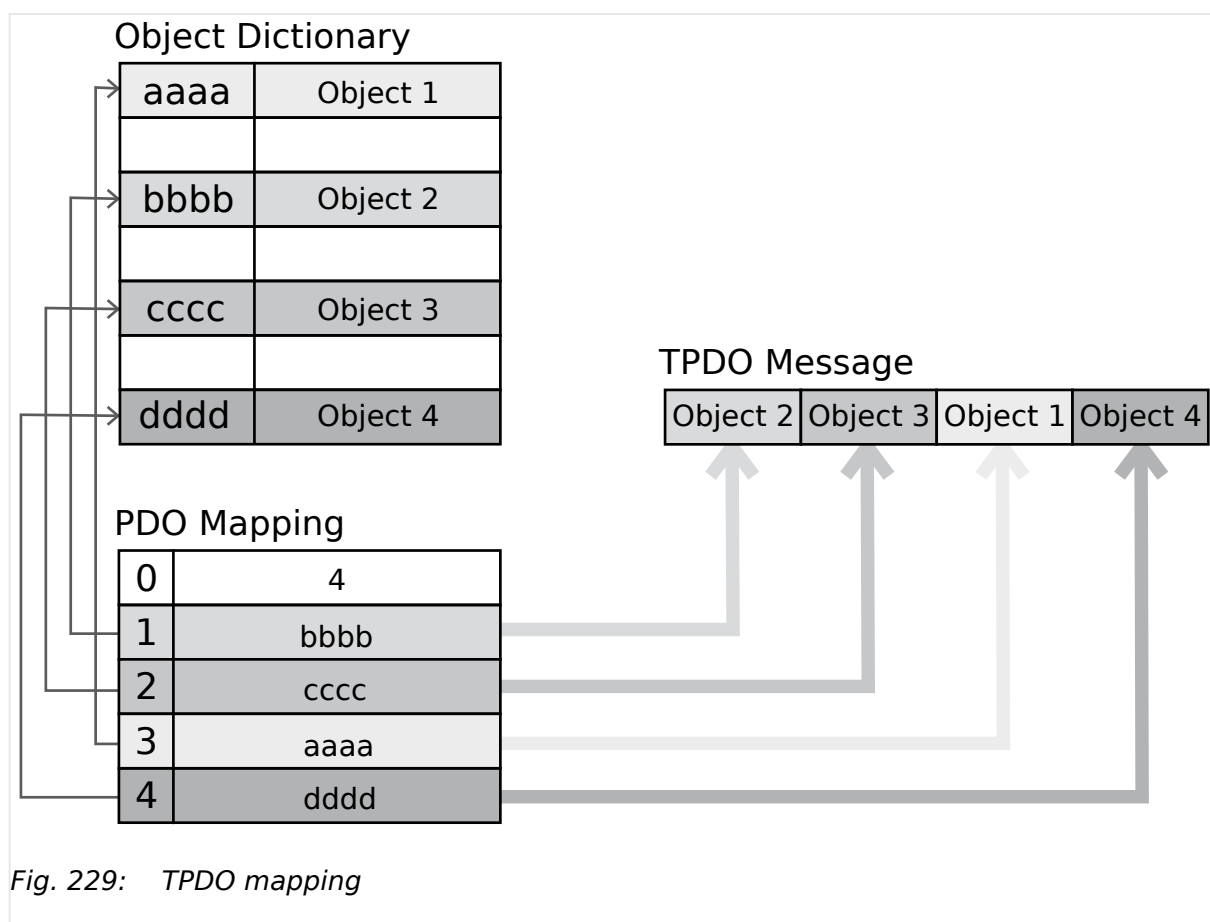 Object Dictionary
aaaa Object 1
bbbb Object 2
cccc Object 3
dddd Object 4
TPDO Message
Object 2 Object 3 Object 1 Object 4
PDO Mapping
0 4
1 bbbb
2 cccc
3 aaaa
4 dddd
Fig. 229: TPDO mapping